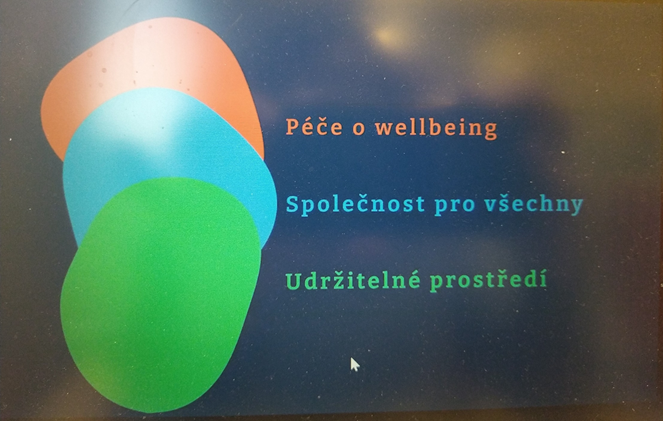 Péče o wellbeing
Společnost pro všechny
Udržitelné prostředí